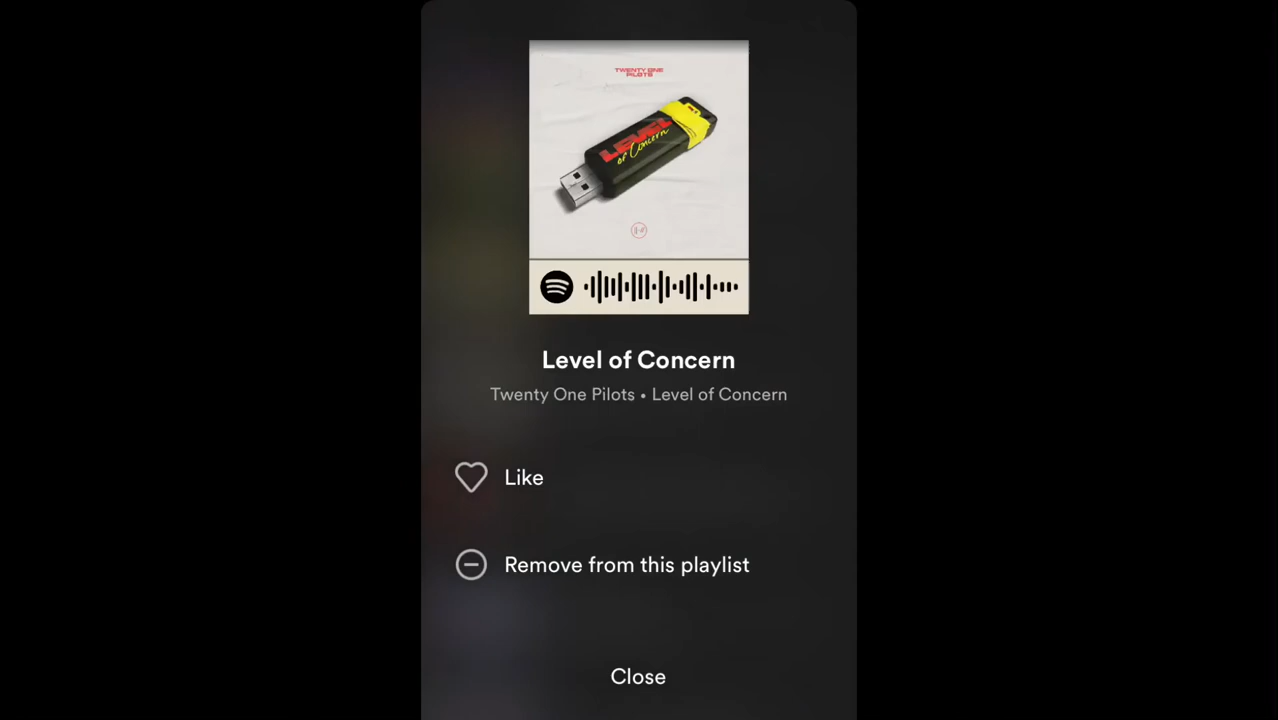 TWENTY ONE
PILOTS
LEVEL
of Concern
Level of Concern
Twenty One Pilots • Level of Concern
Like
Remove from this playlist
Close